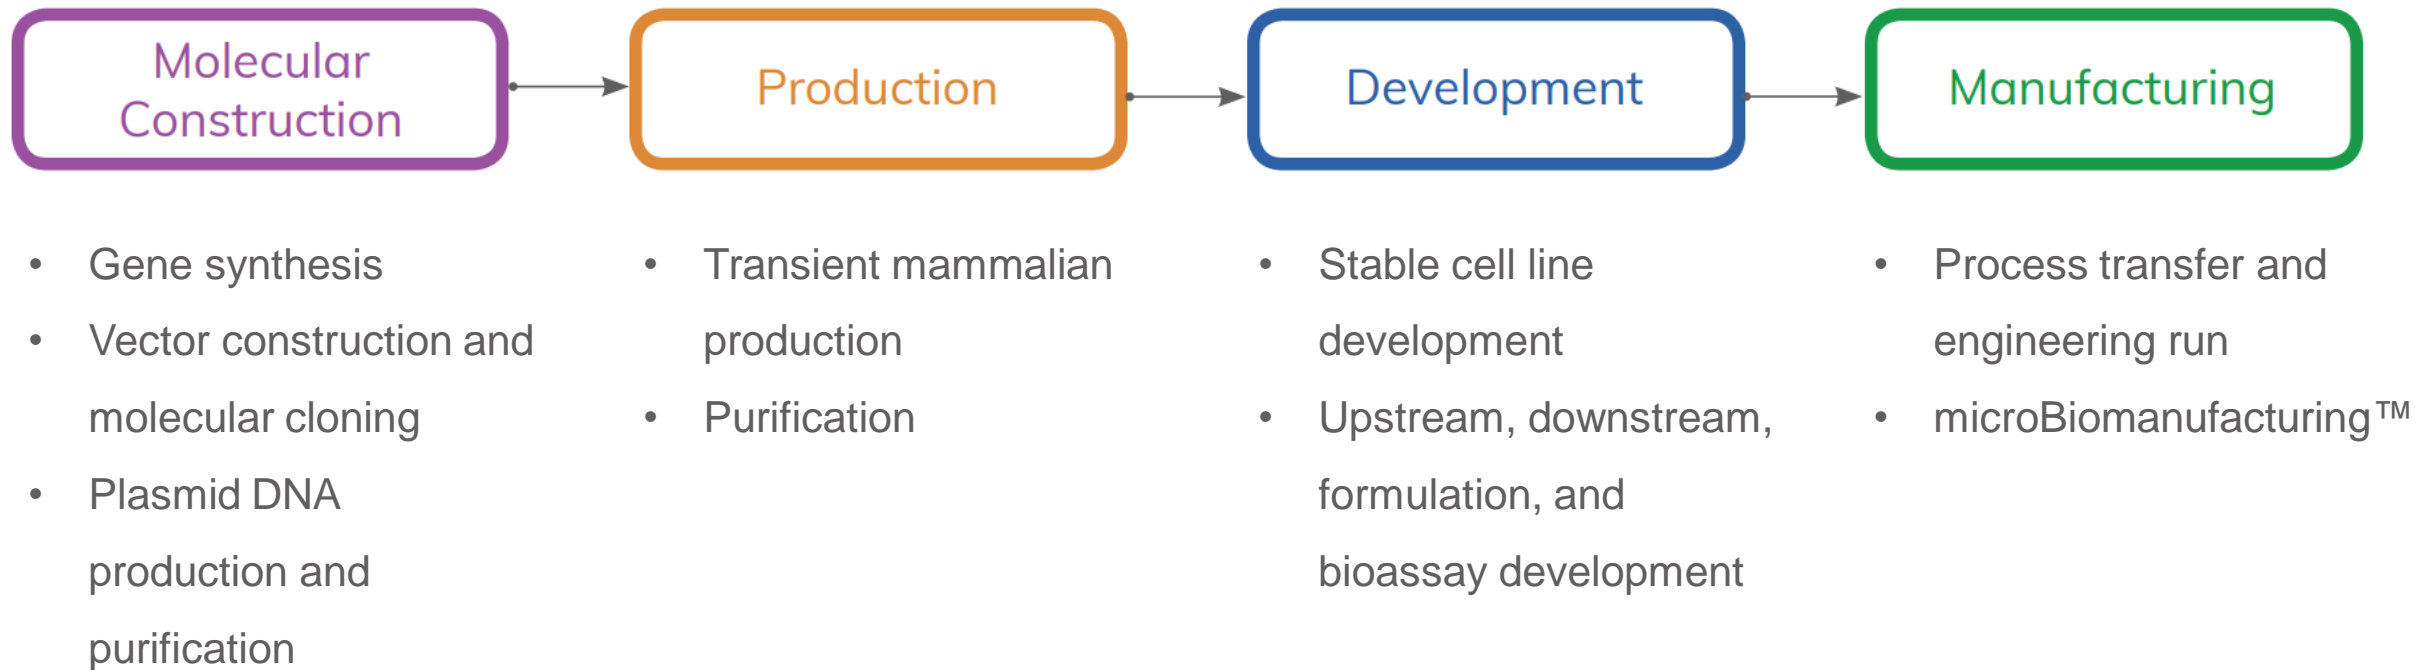 Molecular
Construction
Production
Development
Manufacturing
• Gene synthesis
• Vector construction and
molecular cloning
• Plasmid DNA
production and
purification
• Transient mammalian
production
• Purification
• Stable cell line
development
• Upstream, downstream,
formulation, and
bioassay development
• Process transfer and
engineering run
• microBiomanufacturing™